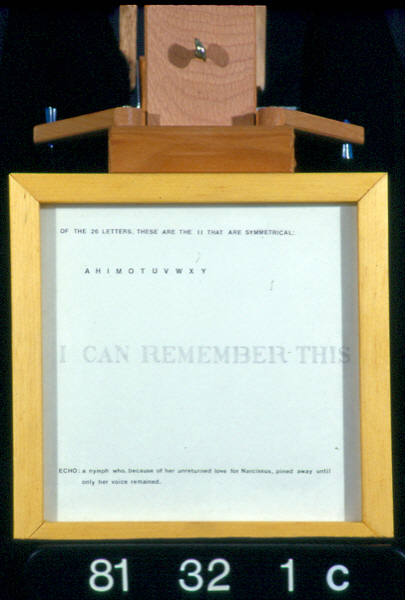 OF THE 26 LETTERS, THESE ARE THE 11 THAT ARE SYMMETRICAL:
A H I M O T U V W X Y
I CAN REMEMBER THIS
ECHO: a nymph who, because of her unreturned love for Narcissus, pined away until
only her voice remained.
81 32 1 C